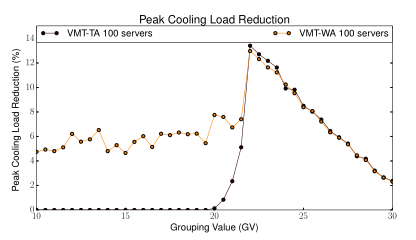 Peak Cooling Load Reduction
VMT-TA 100 servers VMT-WA 100 servers
Peak Cooling Load Reduction (%)
14
12
10
8
6
4
2
0
10 15 20 25 30
Grouping Value (GV)